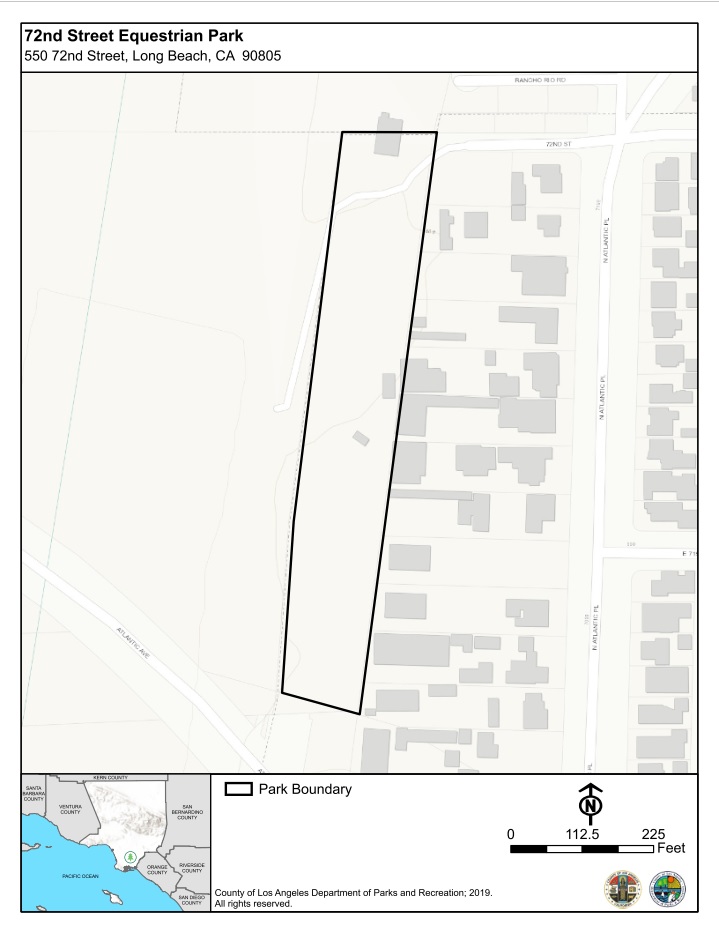 72nd Street Equestrian Park
550 72nd Street, Long Beach, CA  90805
RANCHO RIO RD
72ND ST
N ATLANTIC PL
N ATLANTIC PL
E 71S
N ATLANTIC PL
ATLANTIC AVE
PL
KERN COUNTY
SANTA
BARBARA
COUNTY
VENTURA
COUNTY
SAN
BERNARDINO
COUNTY
ORANGE
COUNTY
RIVERSIDE
COUNTY
SAN DIEGO
COUNTY
PACIFIC OCEAN
Park Boundary
N
0 112.5 225
Feet
County of Los Angeles Department of Parks and Recreation; 2019.
All rights reserved.